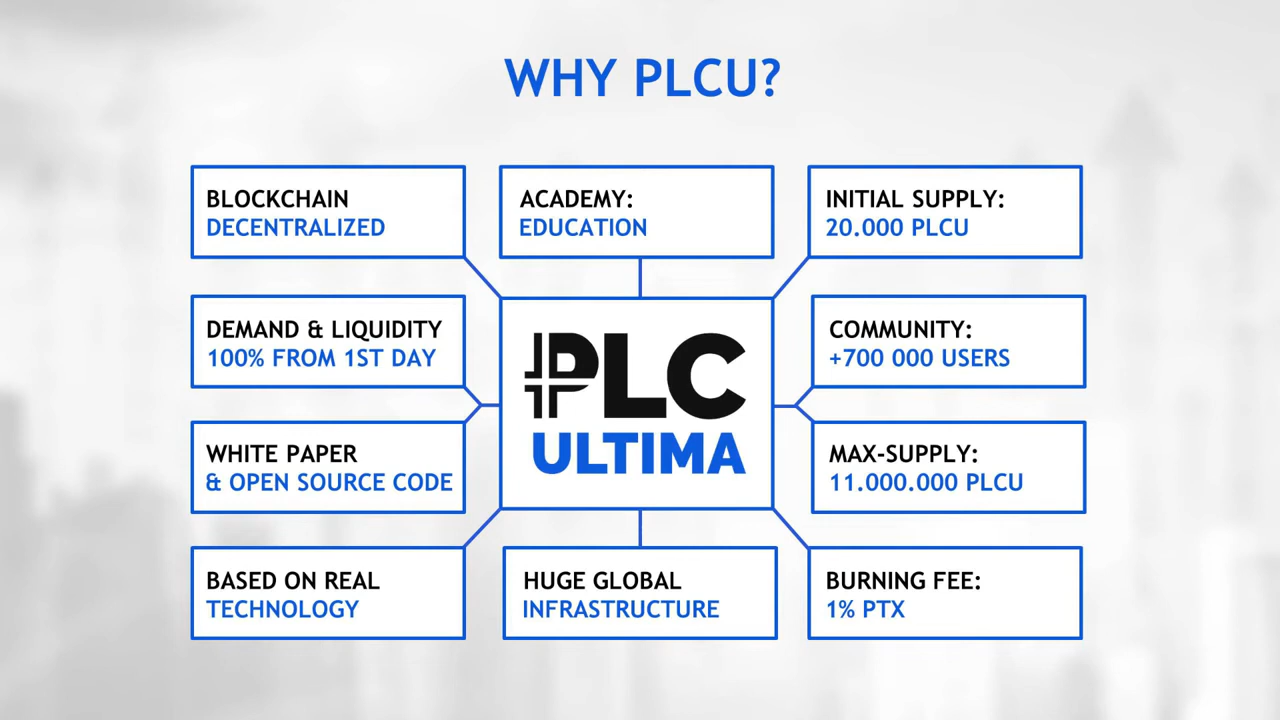 WHY PLCU?
BLOCKCHAIN
DECENTRALIZED
ACADEMY:
EDUCATION
INITIAL SUPPLY:
20.000 PLCU
DEMAND & LIQUIDITY
100% FROM 1ST DAY
COMMUNITY:
+700 000 USERS
PLC
ULTIMA
WHITE PAPER
& OPEN SOURCE CODE
MAX-SUPPLY:
11.000.000 PLCU
BASED ON REAL
TECHNOLOGY
HUGE GLOBAL
INFRASTRUCTURE
BURNING FEE:
1% PTX